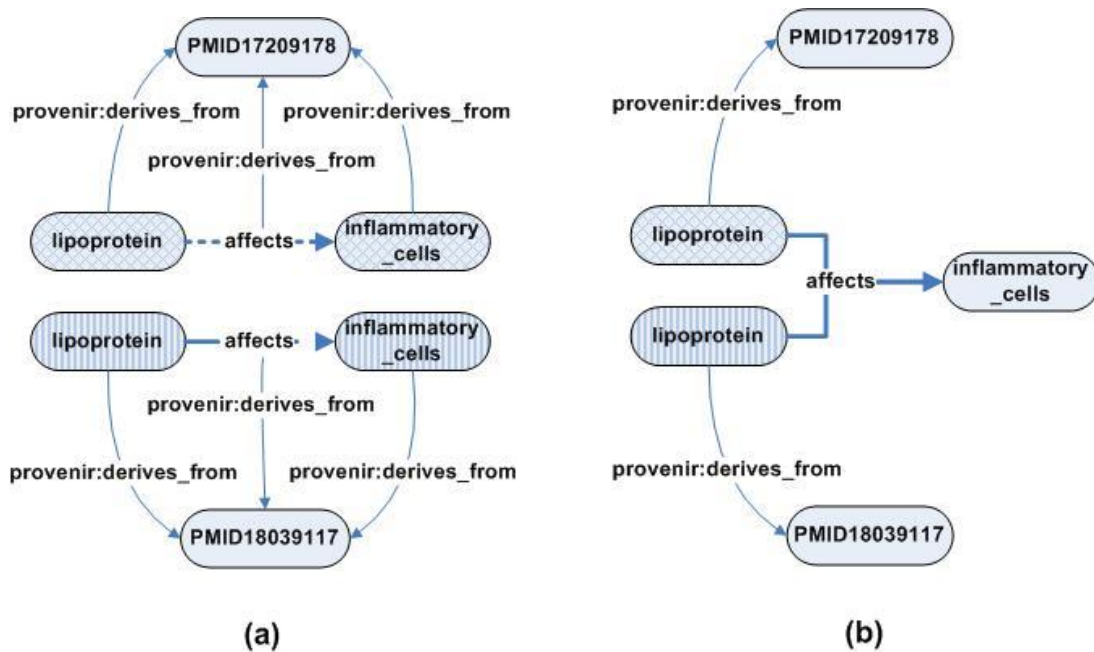 PMID17209178
provenir:derives_from
provenir:derives_from
provenir:derives_from
lipoprotein
affects
inflammatory
_cells
lipoprotein
affects
inflammatory
_cells
provenir:derives_from
provenir:derives_from
provenir:derives_from
PMID18039117
(a)
PMID17209178
provenir:derives_from
lipoprotein
affects
inflammatory
_cells
lipoprotein
provenir:derives_from
PMID18039117
(b)